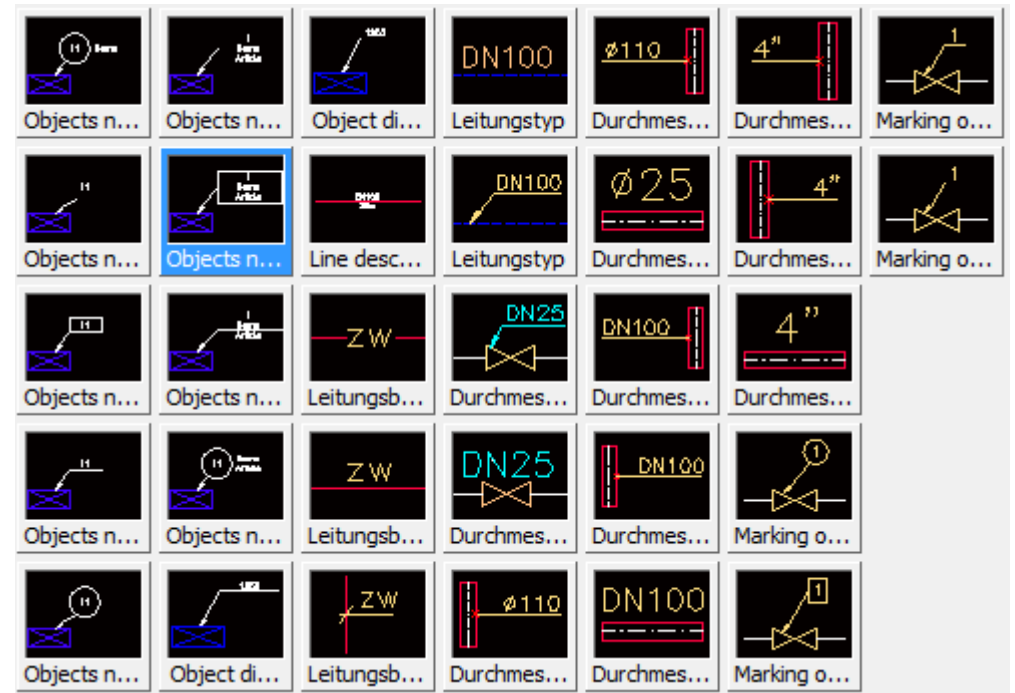 I1
Objects n...
Objects n...
Object di...
DN100
Leitungstyp
ø110
Durchmes...
4"
Durchmes...
1
Marking o...
I1
Objects n...
Objects n...
Line desc...
DN100
Leitungstyp
Ø25
Durchmes...
4"
Durchmes...
1
Marking o...
I1
Objects n...
Objects n...
ZW
Leitungsb...
DN25
Durchmes...
DN100
Durchmes...
4"
Durchmes...
I1
Objects n...
I1
Objects n...
ZW
Leitungsb...
DN25
Durchmes...
DN100
Durchmes...
1
Marking o...
I1
Objects n...
Object di...
ZW
Leitungsb...
ø110
Durchmes...
DN100
Durchmes...
1
Marking o...